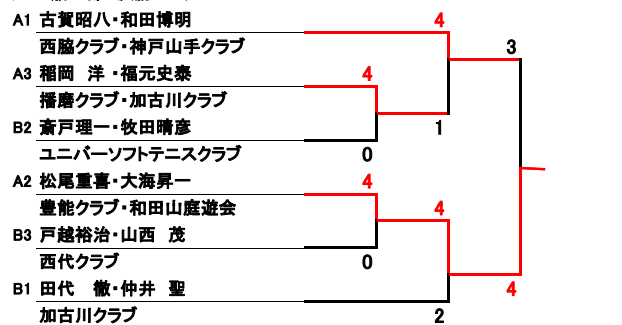 A1 古賀昭八・和田博明
4
西脇クラブ・神戸山手クラブ
3
A3 稲岡　洋・福元史泰
4
播磨クラブ・加古川クラブ
B2 斎戸理一・牧田晴彦
1
ユニバーソフトテニスクラブ
0
A2 松尾重喜・大海昇一
4
豊能クラブ・和田山庭遊会
4
B3 戸越裕治・山西　茂
西代クラブ
0
B1 田代　徹・仲井　聖
4
加古川クラブ
2